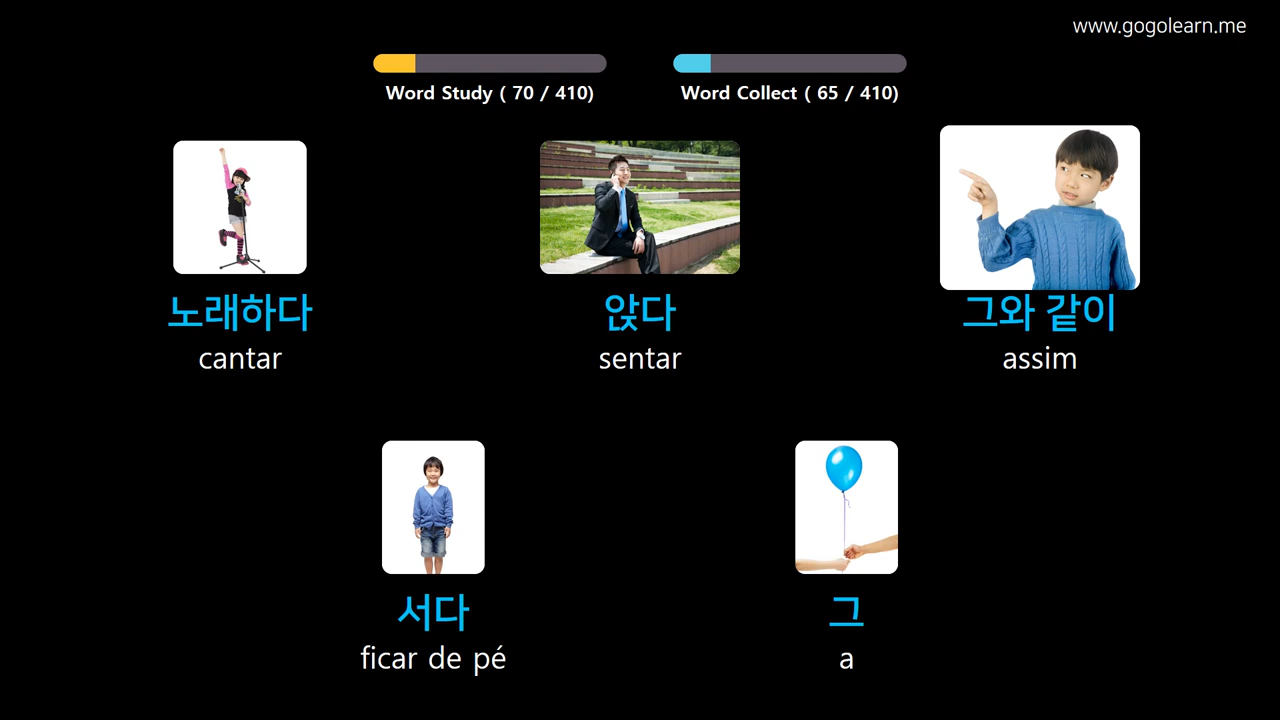 www.gogolearn.me
Word Study ( 70 / 410)
Word Collect ( 65 / 410)
노래하다
cantar
앉다
sentar
그와 같이
assim
서다
ficar de pé
그
a